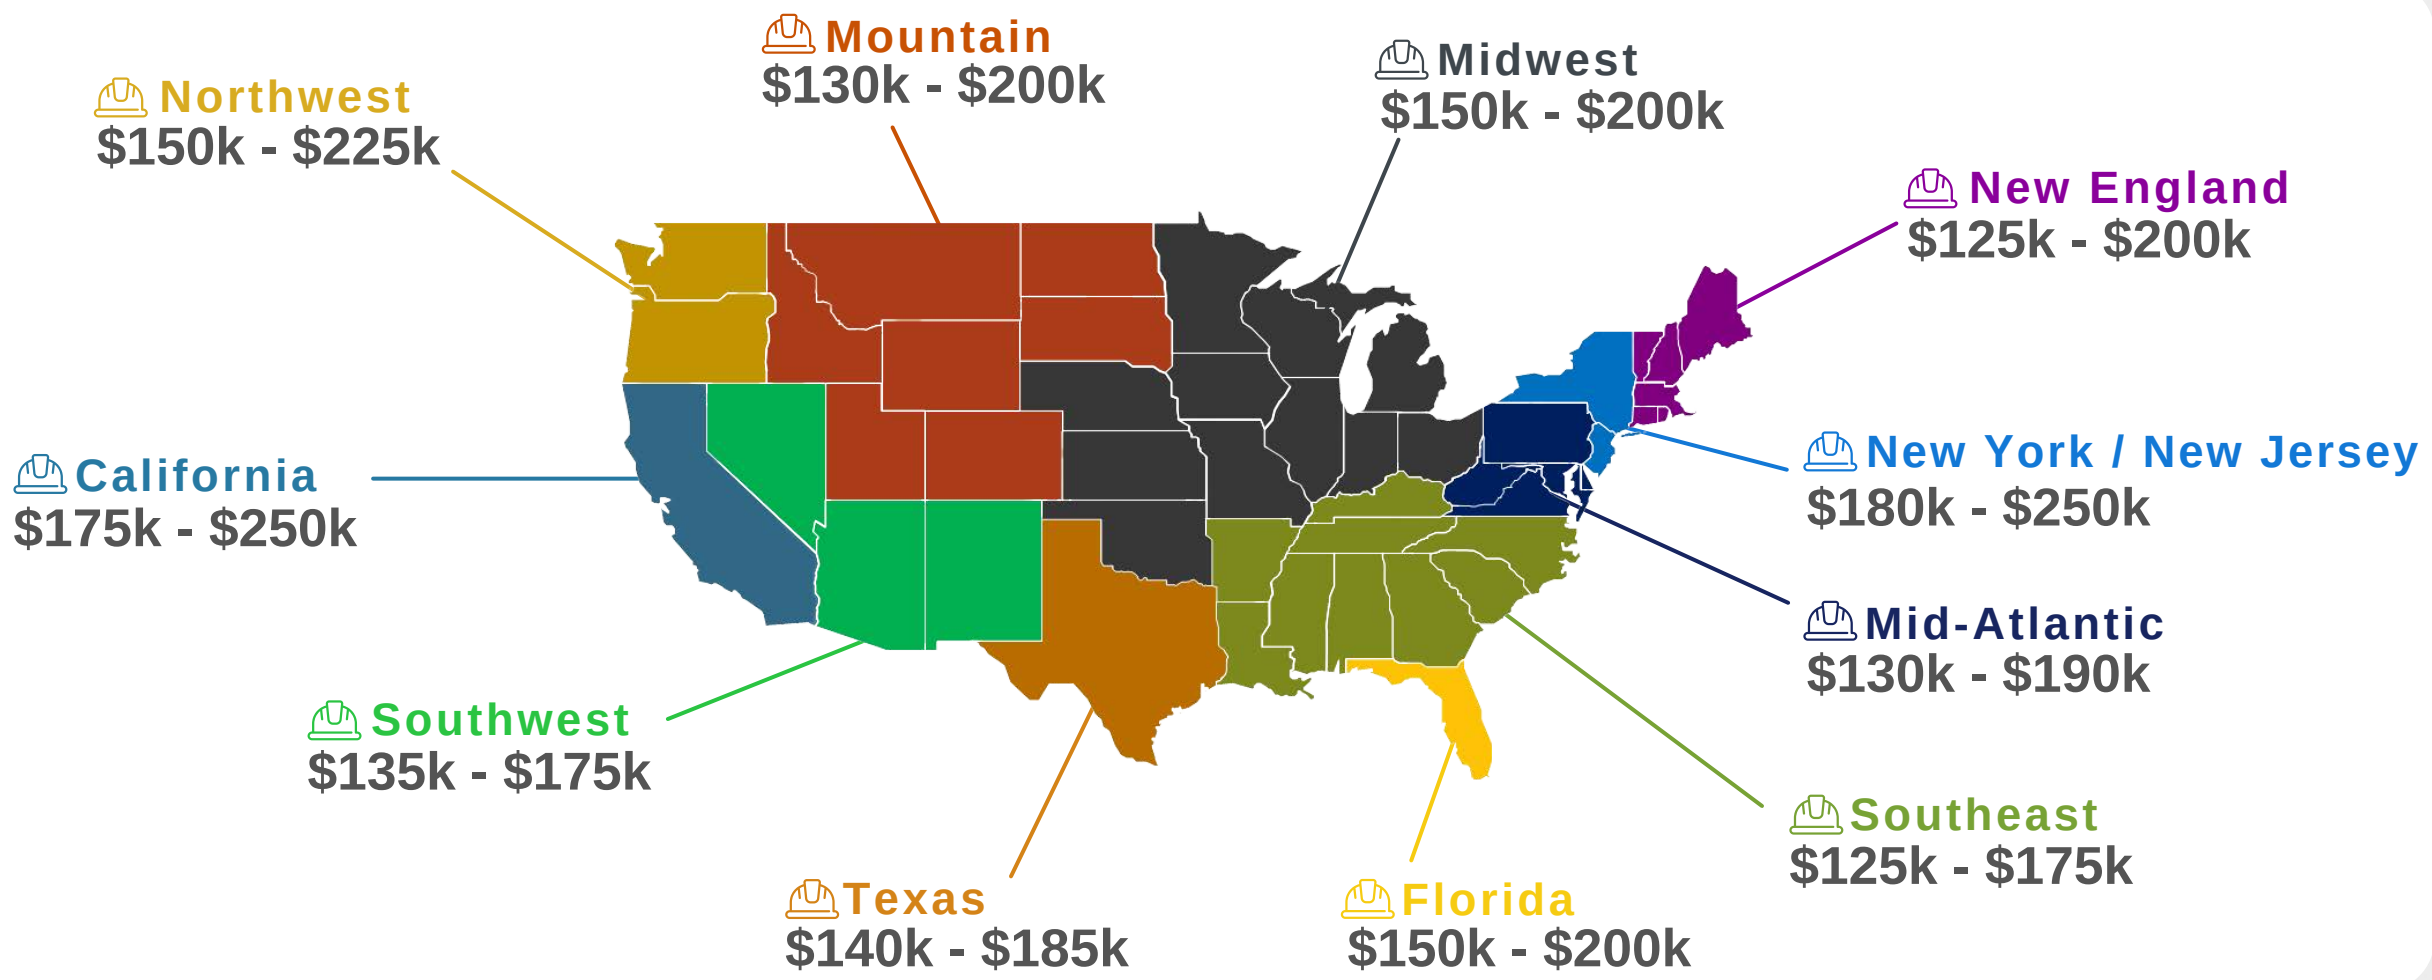 Mountain
$130k - $200k
Midwest
$150k - $200k
Northwest
$150k - $225k
New England
$125k - $200k
California
$175k - $250k
New York / New Jersey
$180k - $250k
Mid-Atlantic
$130k - $190k
Southwest
$135k - $175k
Southeast
$125k - $175k
Texas
$140k - $185k
Florida
$150k - $200k